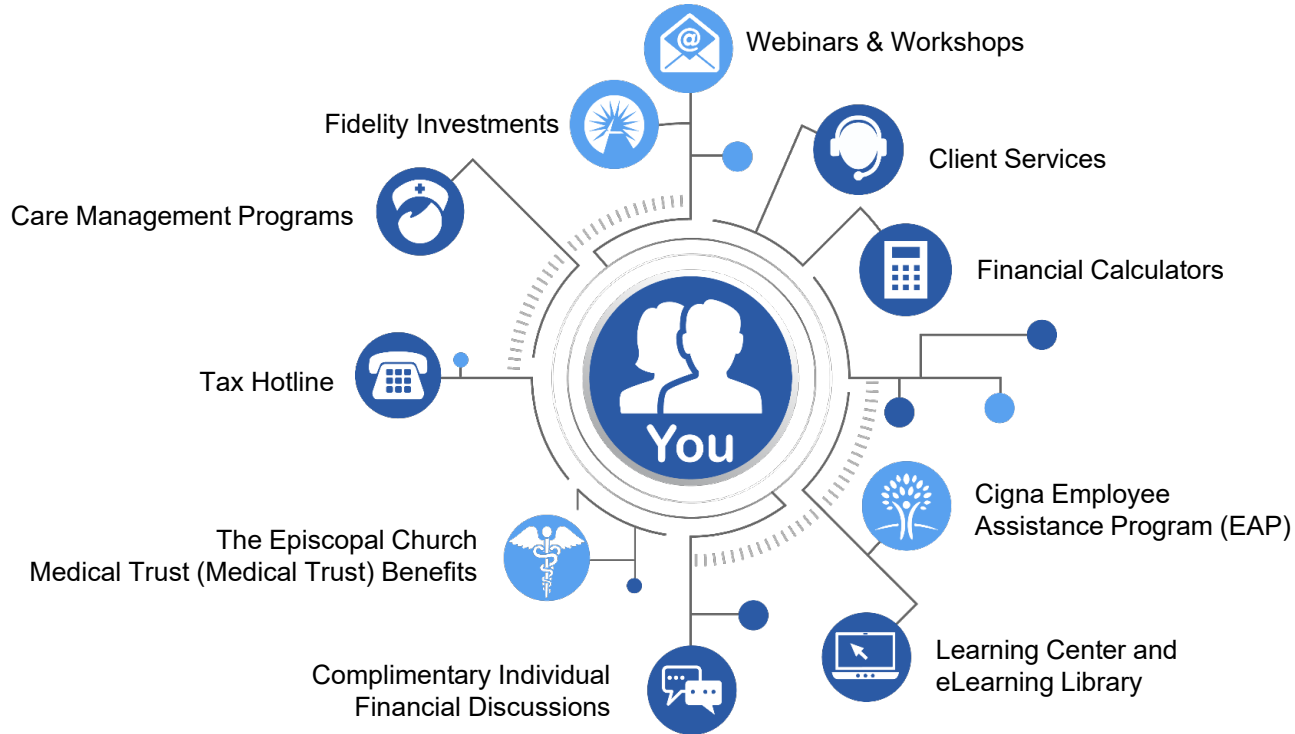 Webinars & Workshops
Fidelity Investments
Client Services
Care Management Programs
Financial Calculators
Tax Hotline
You
Cigna Employee
Assistance Program (EAP)
The Episcopal Church
Medical Trust (Medical Trust) Benefits
Learning Center and
eLearning Library
Complimentary Individual
Financial Discussions
@